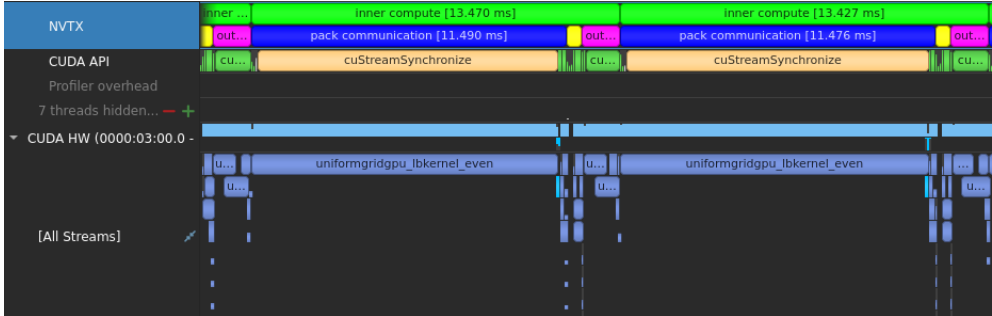 inner ... inner compute [13.470 ms] inner compute [13.427 ms]
NVTX
out... pack communication [11.490 ms] out... pack communication [11.476 ms] out...
CUDA API cu... cuStreamSynchronize cu... cuStreamSynchronize cu...
Profiler overhead
7 threads hidden... — +
CUDA HW (0000:03:00.0 -
u... uniformgridgpu_lbkernel_even u... uniformgridgpu_lbkernel_even ...
u... u... u...
[All Streams]